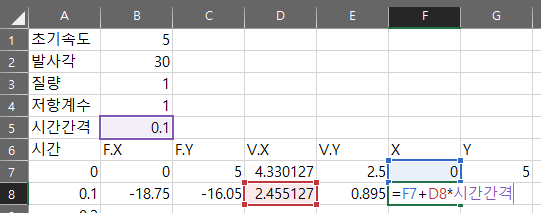 A B C D E F G
1 초기속도 5
2 발사각 30
3 질량 1
4 저항계수 1
5 시간간격 0.1
6 시간 F.X F.Y V.X V.Y X Y
7 0 0 5 4.330127 2.5 0 5
8 0.1 -18.75 -16.05 2.455127 0.895 =F7+D8*시간간격